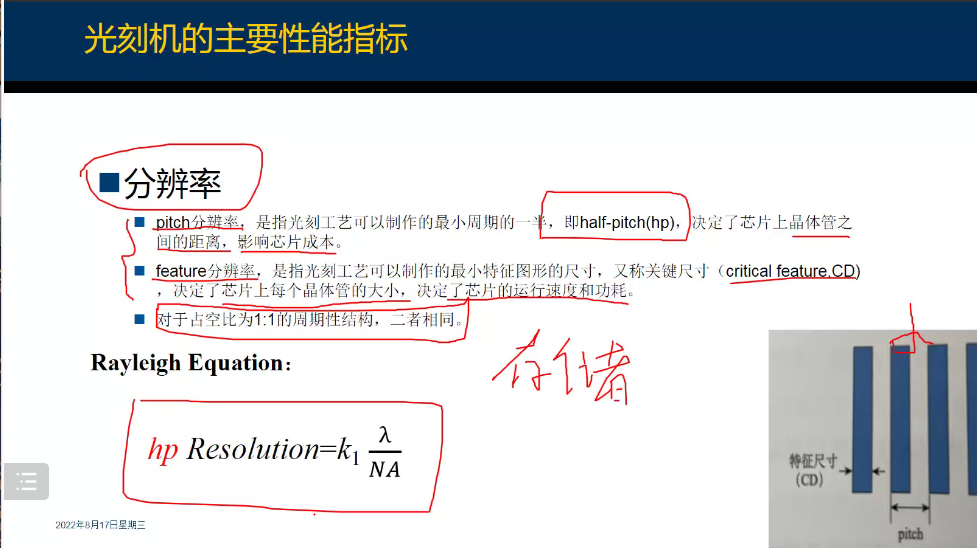 光刻机的主要性能指标
■分辨率
■ pitch分辨率，是指光刻工艺可以制作的最小周期的一半，即half-pitch(hp)，决定了芯片上晶体管之
间的距离，影响芯片成本。
■ feature分辨率，是指光刻工艺可以制作的最小特征图形的尺寸，又称关键尺寸（critical feature,CD)
，决定了芯片上每个晶体管的大小，决定了芯片的运行速度和功耗。
■ 对于占空比为1:1的周期性结构，二者相同。
Rayleigh Equation：
存储者
hp Resolution=k₁ λ/NA
特征尺寸
(CD)
pitch
2022年8月17日星期三